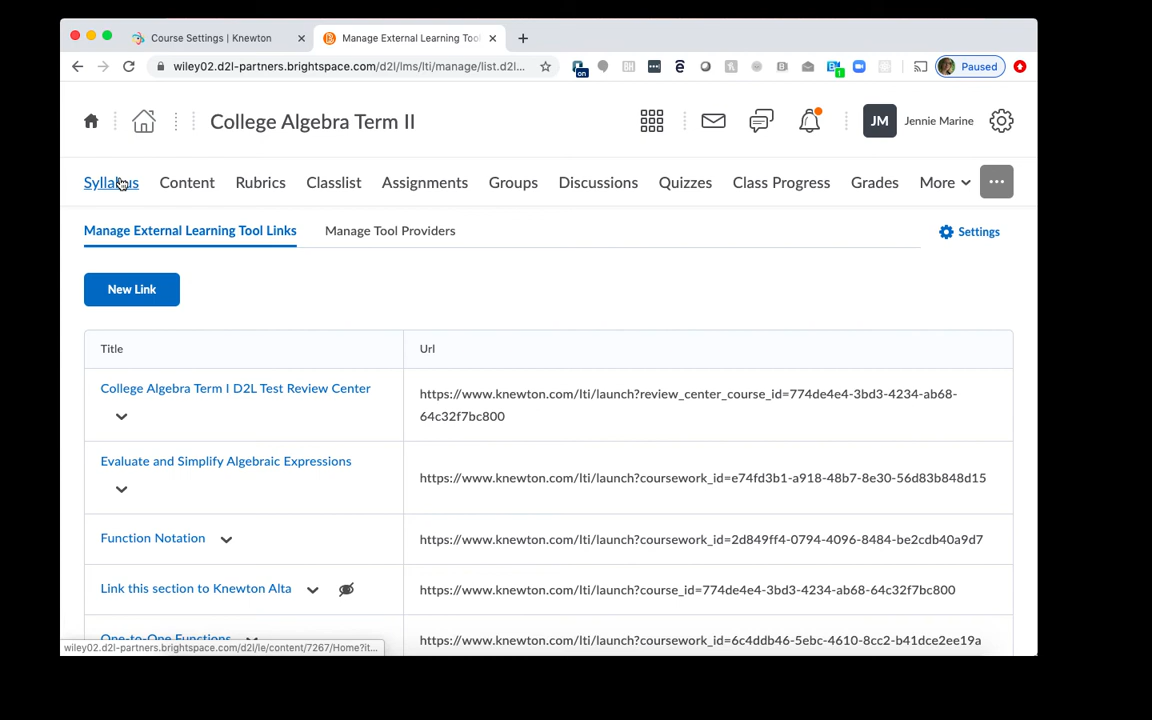 Course Settings | Knewton
Manage External Learning Too
wiley02.d2l-partners.brightspace.com/d2l/lms/lti/manage/list.d2l...
on
1
Paused
College Algebra Term II
JM
Jennie Marine
Syllabus Content Rubrics Classlist Assignments Groups Discussions Quizzes Class Progress Grades More
Manage External Learning Tool Links
Manage Tool Providers
Settings
New Link
Title
Url
College Algebra Term I D2L Test Review Center
https://www.knewton.com/lti/launch?review_center_course_id=774de4e4-3bd3-4234-ab68-
64c32f7bc800
Evaluate and Simplify Algebraic Expressions
https://www.knewton.com/lti/launch?coursework_id=e74fd3b1-a918-48b7-8e30-56d83b848d15
Function Notation
https://www.knewton.com/lti/launch?coursework_id=2d849ff4-0794-4096-8484-be2cdb40a9d7
Link this section to Knewton Alta
https://www.knewton.com/lti/launch?course_id=774de4e4-3bd3-4234-ab68-64c32f7bc800
One-to-One Functions
https://www.knewton.com/lti/launch?coursework_id=6c4ddb46-5ebc-4610-8cc2-b41dce2ee19a
wiley02.d2l-partners.brightspace.com/d2l/le/content/7267/Home?it...